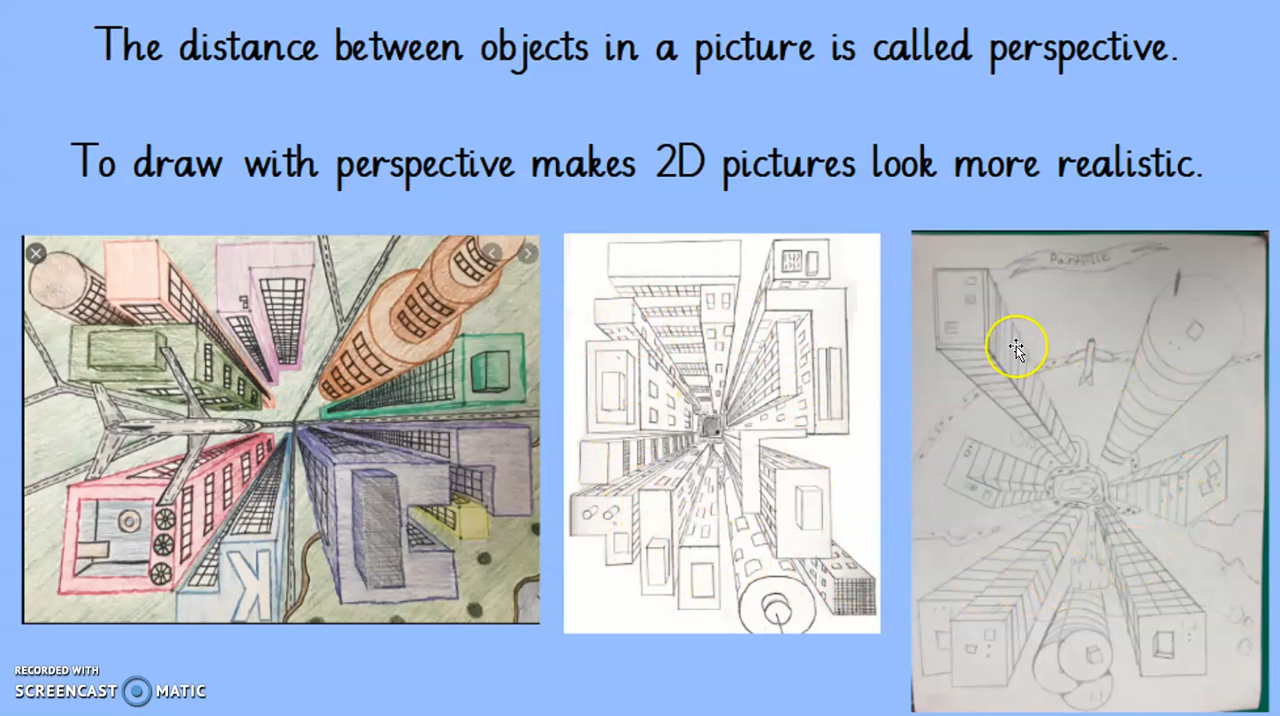 The distance between objects in a picture is called perspective.
To draw with perspective makes 2D pictures look more realistic.
K
RECORDED WITH
SCREENCAST MATIC